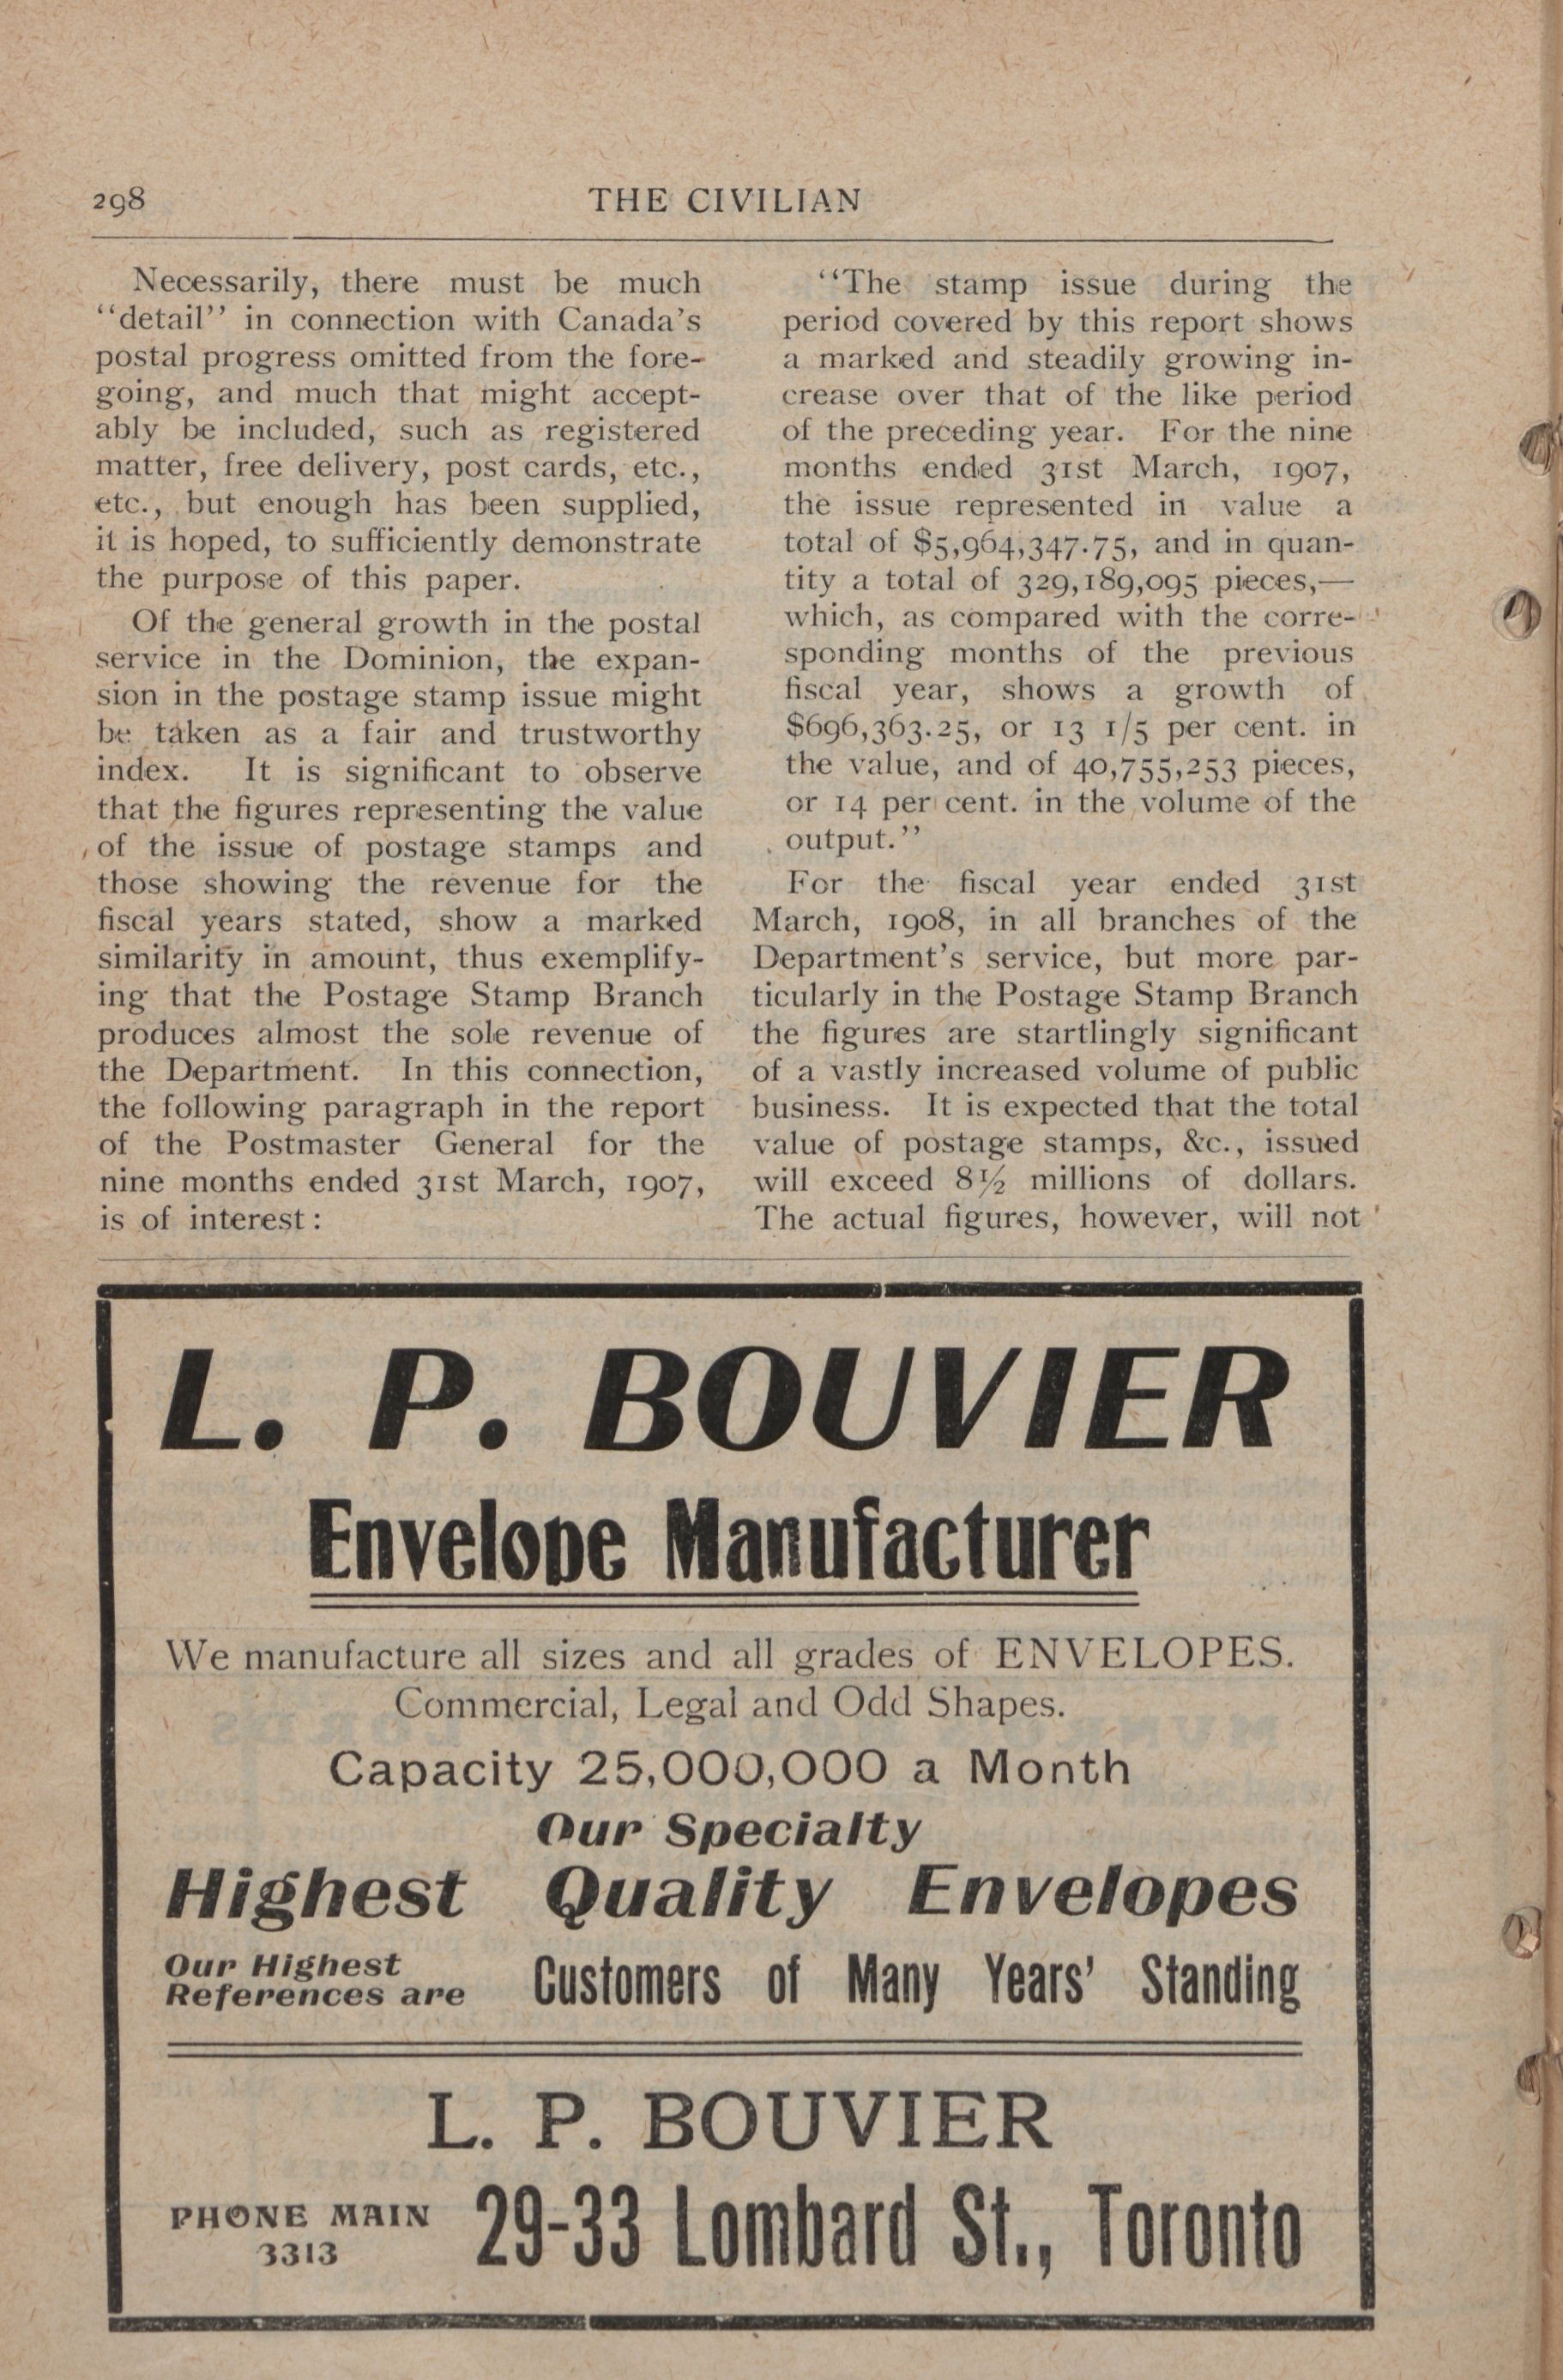 298
THE CIVILIAN
Necessarily, there must be much
“detail” in connection with Canada’s
postal progress omitted from the fore-
going, and much that might accept-
ably be included, such as registered
matter, free delivery, post cards, etc.,
etc., but enough has been supplied,
it is hoped, to sufficiently demonstrate
the purpose of this paper.
Of the general growth in the postal
service in the Dominion, the expan-
sion in the postage stamp issue might
be taken as a fair and trustworthy
index. It is significant to observe
that the figures representing the value
of the issue of postage stamps and
those showing the revenue for the
fiscal years stated, show a marked
similarity in amount, thus exemplify-
ing that the Postage Stamp Branch
produces almost the sole revenue of
the Department. In this connection,
the following paragraph in the report
of the Postmaster General for the
nine months ended 31st March, 1907,
is of interest:
“The stamp issue during the
period covered by this report shows
a marked and steadily growing in-
crease over that of the like period
of the preceding year. For the nine
months ended 31st March, 1907,
the issue represented in value a
total of $5,964,347.75, and in quan-
tity a total of 329,189,095 pieces,—
which, as compared with the corre-
sponding months of the previous
fiscal year, shows a growth of
$696,363.25, or 13 1/5 per cent. in
the value, and of 40,755,253 pieces,
or 14 per cent. in the volume of the
output.”
For the fiscal year ended 31st
March, 1908, in all branches of the
Department’s service, but more par-
ticularly in the Postage Stamp Branch
the figures are startlingly significant
of a vastly increased volume of public
business. It is expected that the total
value of postage stamps, &c., issued
will exceed 8½ millions of dollars.
The actual figures, however, will not
L. P. BOUVIER
Envelope Manufacturer
We manufacture all sizes and all grades of ENVELOPES.
Commercial, Legal and Odd Shapes.
Capacity 25,000,000 a Month
Our Specialty
Highest Quality Envelopes
Our Highest
References are
Customers of Many Years’ Standing
L. P. BOUVIER
PHONE MAIN
3313
29-33 Lombard St., Toronto